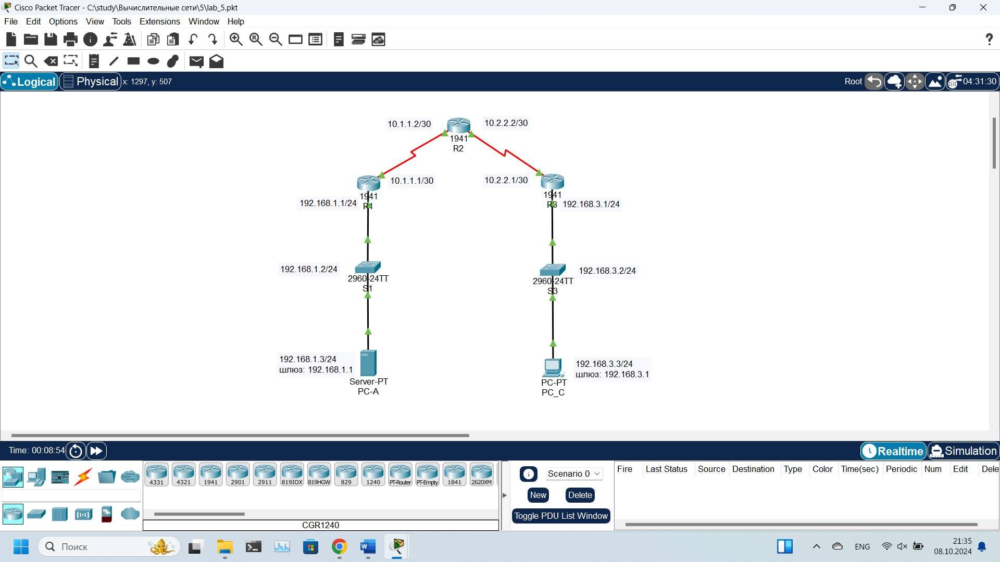 Cisco Packet Tracer - C:\study\Вычислительные сети\5\lab_5.pkt
File Edit Options View Tools Extensions Window Help
Logical Physical x: 1297, y: 507 Root 04:31:30
10.1.1.2/30
10.2.2.2/30
1941
R2
10.1.1.1/30
10.2.2.1/30
1941
R1
192.168.1.1/24
1941
R3
192.168.3.1/24
192.168.1.2/24
2960-24TT
S1
192.168.3.2/24
2960-24TT
S3
192.168.1.3/24
шлюз: 192.168.1.1
Server-PT
PC-A
192.168.3.3/24
шлюз: 192.168.3.1
PC-PT
PC_C
Time: 00:08:54 Realtime Simulation
4331 4321 1941 2901 2911 819IOX 819HGW 829 1240 PT-Router PT-Empty 1841 2620XM
CGR1240
Scenario 0
New Delete
Toggle PDU List Window
Fire Last Status Source Destination Type Color Time(sec) Periodic Num Edit Dele
Поиск
ENG
21:35
08.10.2024